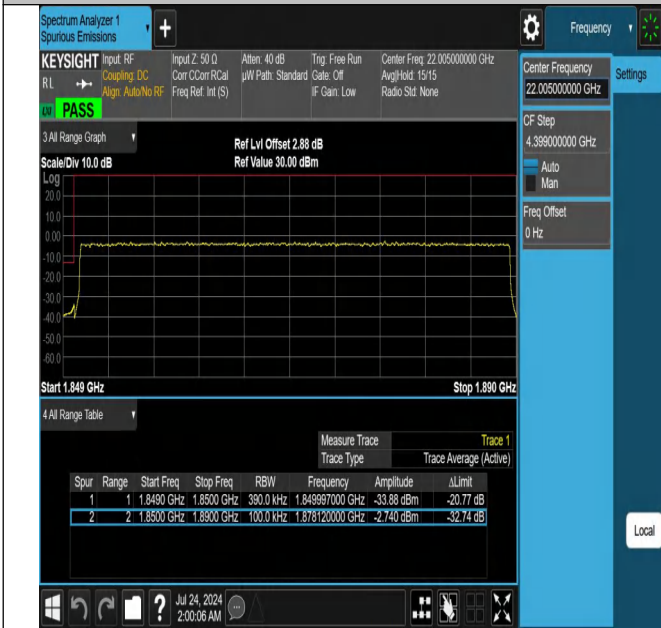 Spectrum Analyzer 1
Spurious Emissions
Frequency
KEYSIGHT
RL
Input: RF
Coupling: DC
Align: Auto/No RF
Input Z: 50 Ω
Corr CCorr RCal
Freq Ref: Int (S)
Atten: 40 dB
µW Path: Standard
Trig: Free Run
Gate: Off
IF Gain: Low
Center Freq: 22.005000000 GHz
Avg|Hold: 15/15
Radio Std: None
PASS
Center Frequency
22.005000000 GHz
Settings
CF Step
4.399000000 GHz
Auto
Man
Freq Offset
0 Hz
3 All Range Graph
Scale/Div 10.0 dB
Ref Lvl Offset 2.88 dB
Ref Value 30.00 dBm
Log
20.0
10.0
0.00
-10.0
-20.0
-30.0
-40.0
-50.0
-60.0
Start 1.849 GHz
Stop 1.890 GHz
4 All Range Table
Measure Trace Trace 1
Trace Type Trace Average (Active)
Spur Range Start Freq Stop Freq RBW Frequency Amplitude ΔLimit
1 1 1.8490 GHz 1.8500 GHz 390.0 kHz 1.849997000 GHz -33.88 dBm -20.77 dB
2 2 1.8500 GHz 1.8900 GHz 100.0 kHz 1.878120000 GHz -2.740 dBm -32.74 dB
Local
?
Jul 24, 2024
2:00:06 AM